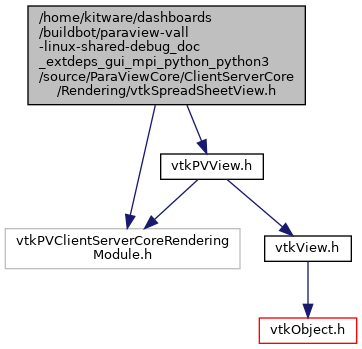 /home/kitware/dashboards
/buildbot/paraview-vall
-linux-shared-debug_doc
_extdeps_gui_mpi_python_python3
/source/ParaViewCore/ClientServerCore
/Rendering/vtkSpreadSheetView.h
vtkPVView.h
vtkPVClientServerCoreRendering
Module.h
vtkView.h
vtkObject.h